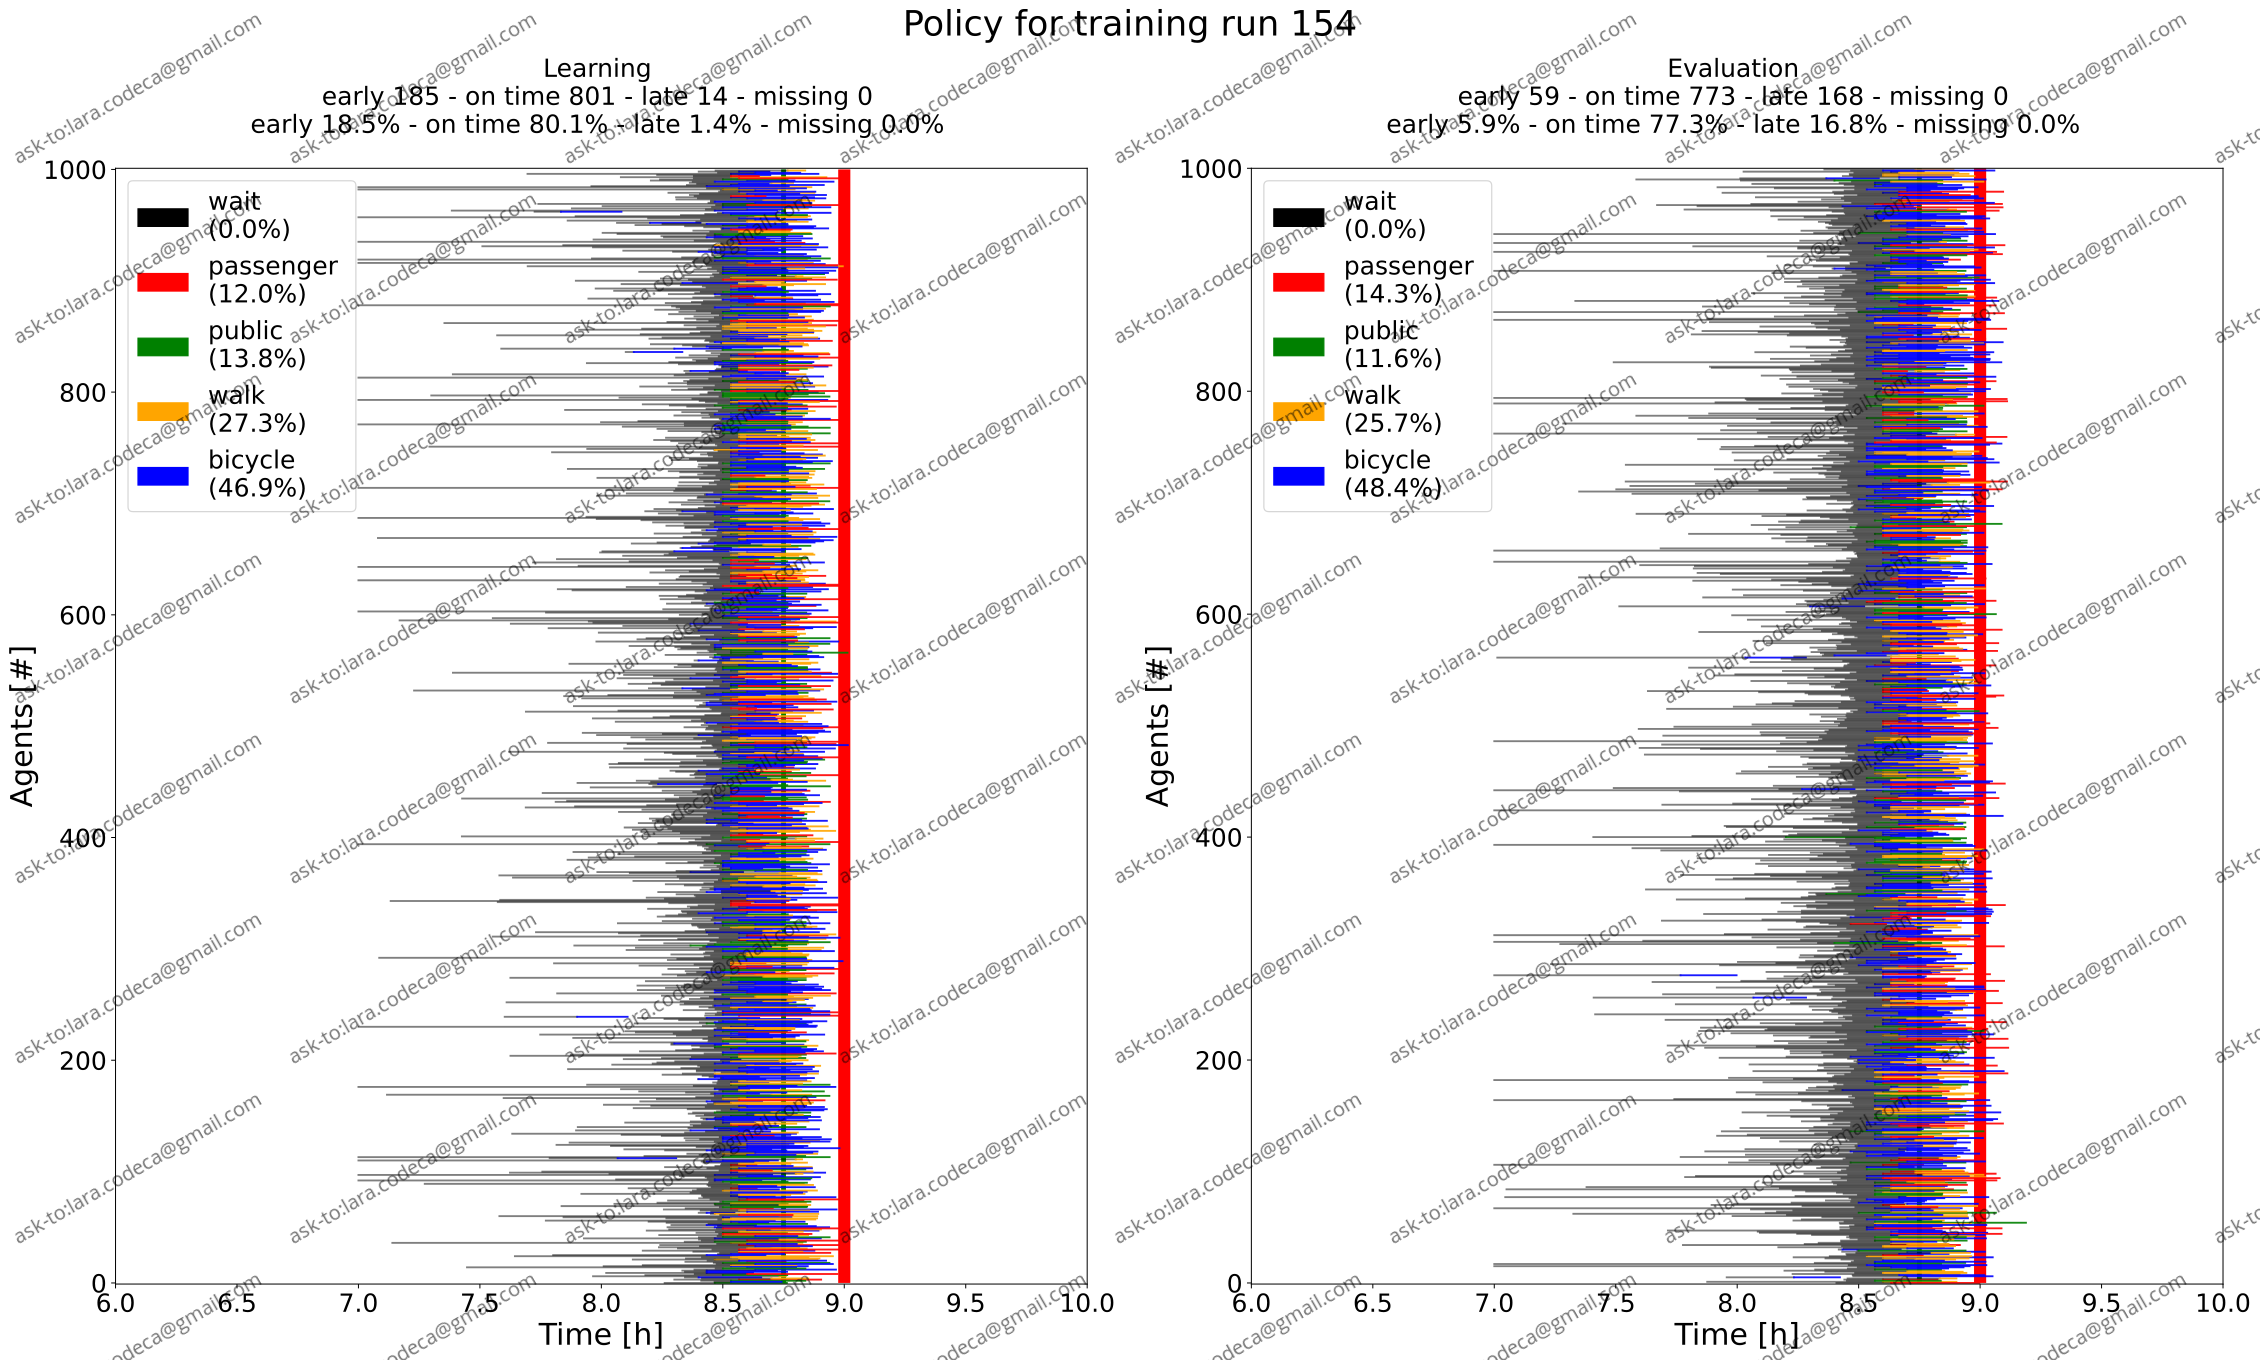 Policy for training run 154
Learning
early 185 - on time 801 - late 14 - missing 0
early 18.5% - on time 80.1% - late 1.4% - missing 0.0%
1000
800
600
400
200
0
Agents [#]
wait
(0.0%)
passenger
(12.0%)
public
(13.8%)
walk
(27.3%)
bicycle
(46.9%)
6.0 6.5 7.0 7.5 8.0 8.5 9.0 9.5 10.0
Time [h]
Evaluation
early 59 - on time 773 - late 168 - missing 0
early 5.9% - on time 77.3% - late 16.8% - missing 0.0%
1000
800
600
400
200
0
Agents [#]
wait
(0.0%)
passenger
(14.3%)
public
(11.6%)
walk
(25.7%)
bicycle
(48.4%)
6.0 6.5 7.0 7.5 8.0 8.5 9.0 9.5 10.0
Time [h]
ask-to:lara.codeca@gmail.com